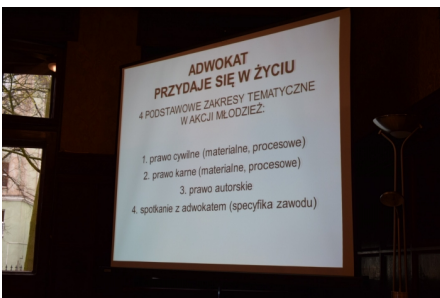 ADWOKAT
PRZYDAJE SIĘ W ŻYCIU
4 PODSTAWOWE ZAKRESY TEMATYCZNE
W AKCJI MŁODZIEŻ:
1. prawo cywilne (materialne, procesowe)
2. prawo karne (materialne, procesowe)
3. prawo autorskie
4. spotkanie z adwokatem (specyfika zawodu)